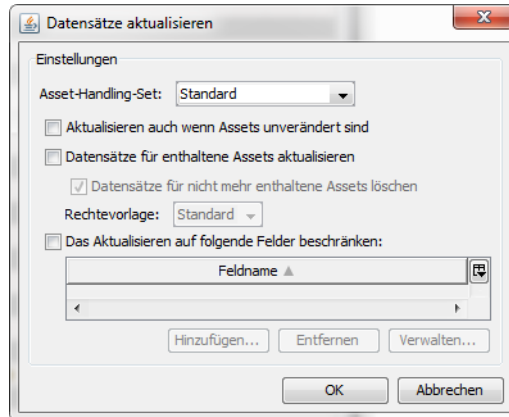 Datensätze aktualisieren
Einstellungen
Asset-Handling-Set: Standard
Aktualisieren auch wenn Assets unverändert sind
Datensätze für enthaltene Assets aktualisieren
Datensätze für nicht mehr enthaltene Assets löschen
Rechtevorlage: Standard
Das Aktualisieren auf folgende Felder beschränken:
Feldname
Hinzufügen... Entfernen Verwalten...
OK Abbrechen